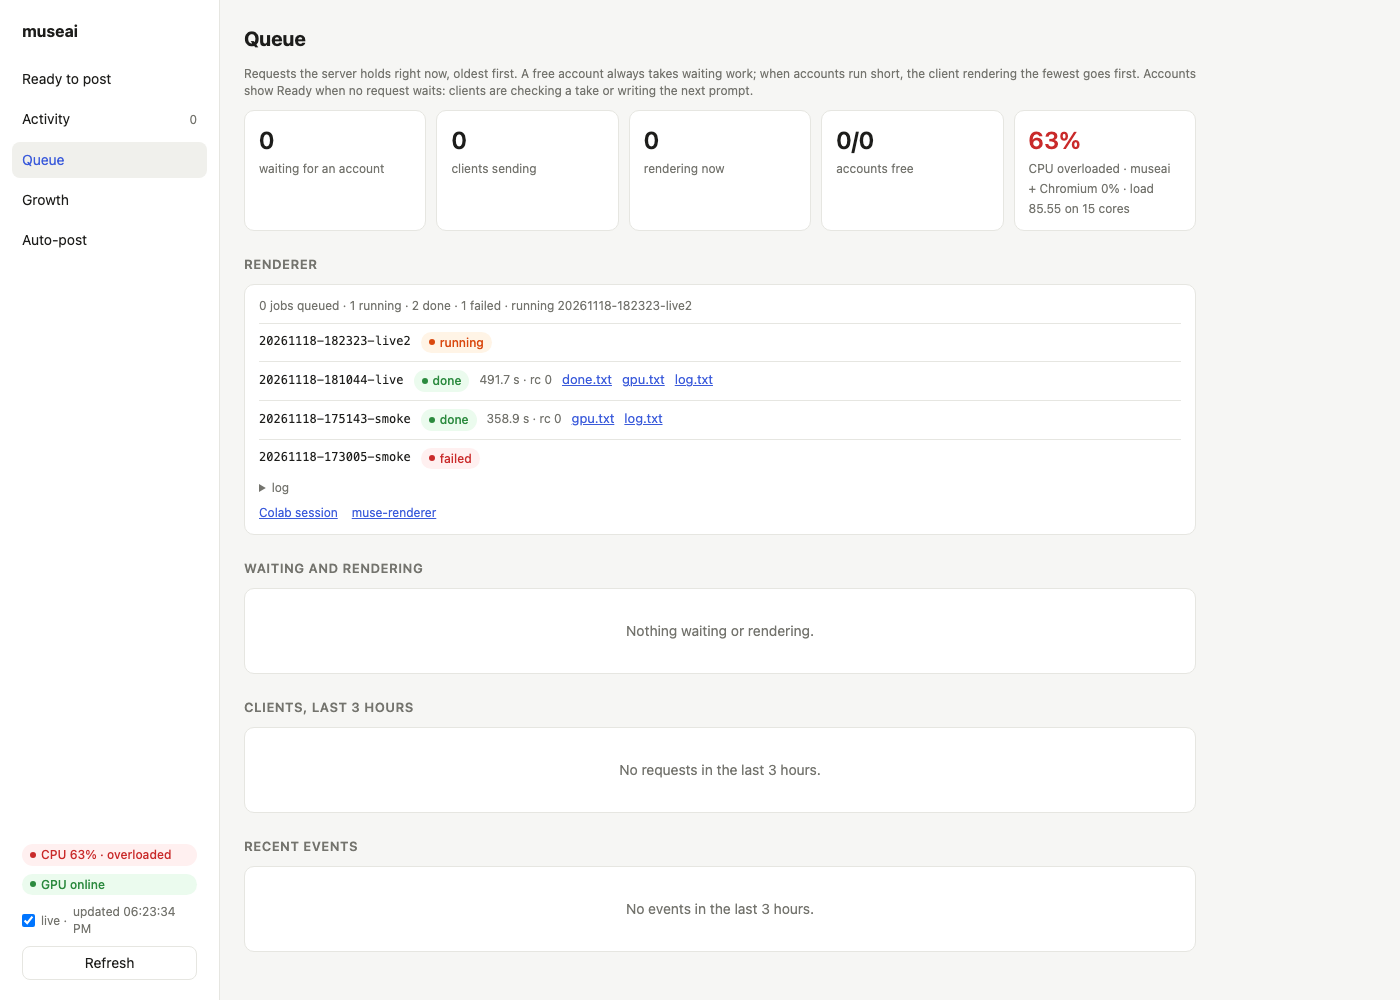 museai
Ready to post
Activity 0
Queue
Growth
Auto-post
CPU 63% · overloaded
GPU online
live · updated 06:23:34 PM
Refresh
Queue
Requests the server holds right now, oldest first. A free account always takes waiting work; when accounts run short, the client rendering the fewest goes first. Accounts
show Ready when no request waits: clients are checking a take or writing the next prompt.
0
waiting for an account
0
clients sending
0
rendering now
0/0
accounts free
63%
CPU overloaded · museai
+ Chromium 0% · load
85.55 on 15 cores
RENDERER
0 jobs queued · 1 running · 2 done · 1 failed · running 20261118-182323-live2
20261118-182323-live2 running
20261118-181044-live done 491.7 s · rc 0 done.txt gpu.txt log.txt
20261118-175143-smoke done 358.9 s · rc 0 gpu.txt log.txt
20261118-173005-smoke failed
log
Colab session muse-renderer
WAITING AND RENDERING
Nothing waiting or rendering.
CLIENTS, LAST 3 HOURS
No requests in the last 3 hours.
RECENT EVENTS
No events in the last 3 hours.